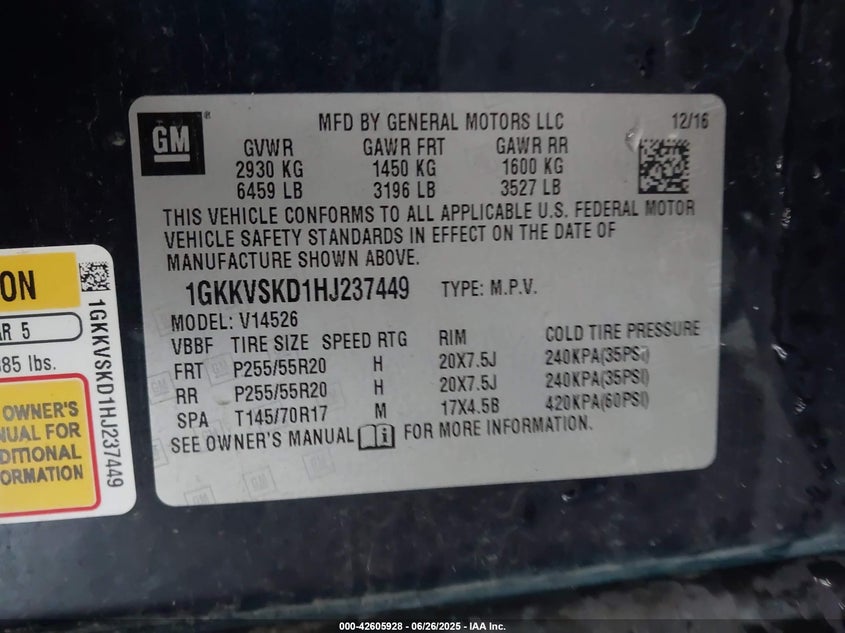 GM
®
MFD BY GENERAL MOTORS LLC 12/16
GVWR GAWR FRT GAWR RR
2930 KG 1450 KG 1600 KG
6459 LB 3196 LB 3527 LB
THIS VEHICLE CONFORMS TO ALL APPLICABLE U.S. FEDERAL MOTOR
VEHICLE SAFETY STANDARDS IN EFFECT ON THE DATE OF
MANUFACTURE SHOWN ABOVE.
1GKKVSKD1HJ237449 TYPE: M.P.V.
MODEL: V14526
VBBF TIRE SIZE SPEED RTG RIM COLD TIRE PRESSURE
FRT P255/55R20 H 20X7.5J 240KPA(35PSI)
RR P255/55R20 H 20X7.5J 240KPA(35PSI)
SPA T145/70R17 M 17X4.5B 420KPA(60PSI)
SEE OWNER'S MANUAL FOR MORE INFORMATION.
ON
AR 5
85 lbs.
OWNER'S
NUAL FOR
DITIONAL
ORMATION
1GKKVSKD1HJ237449
000-42605928 - 06/26/2025 - IAA Inc.